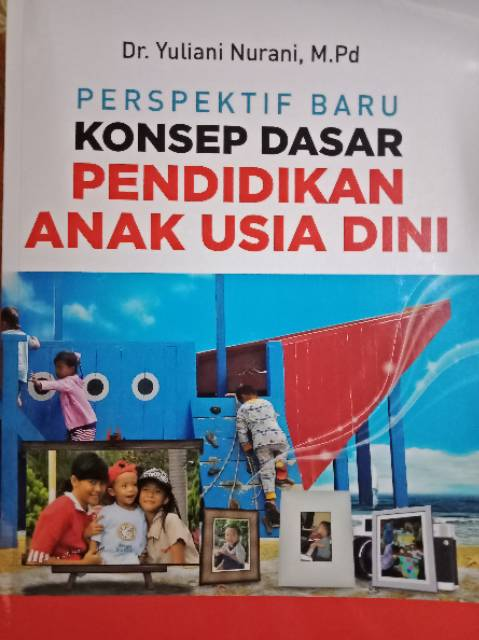 Dr. Yuliani Nurani, M.Pd
PERSPEKTIF BARU
KONSEP DASAR
PENDIDIKAN
ANAK USIA DINI